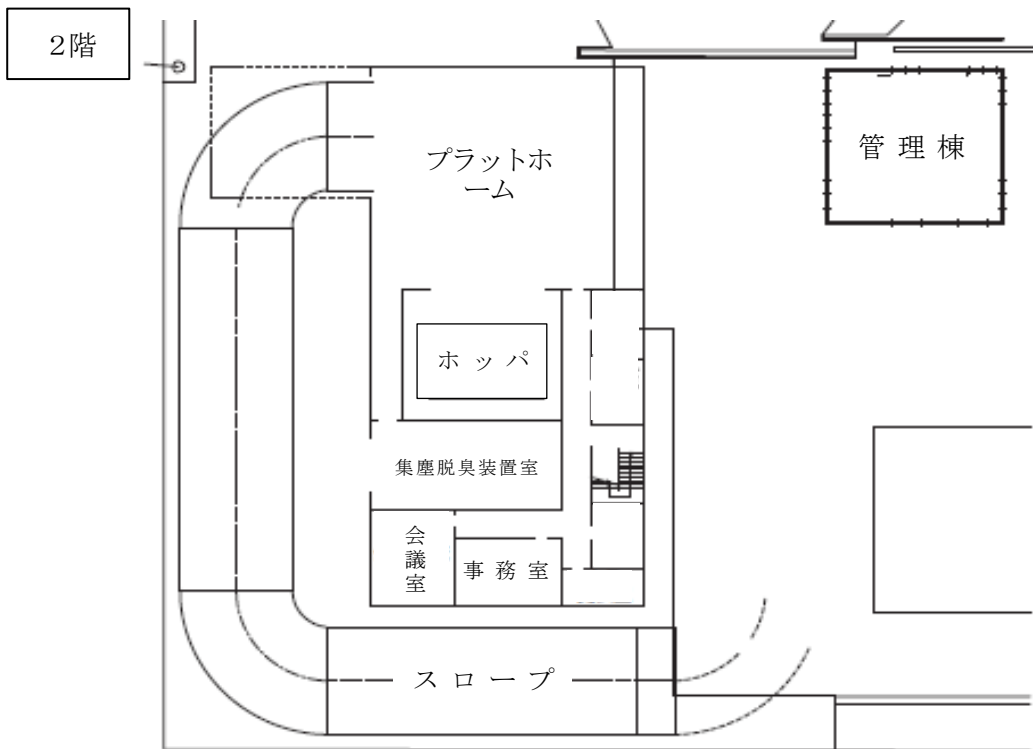 2階
管理棟
プラットホ
ーム
ホッパ
集塵脱臭装置室
会
議
室
事務室
スロープ